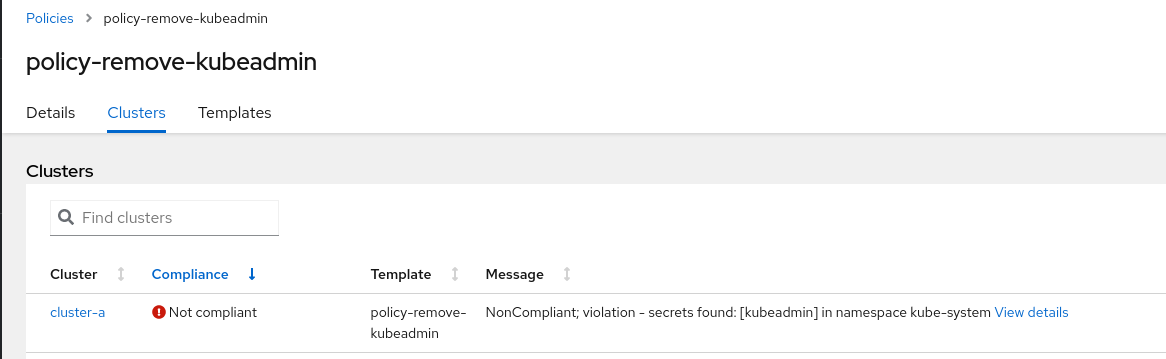 Policies > policy-remove-kubeadmin
policy-remove-kubeadmin
Details Clusters Templates
Clusters
Find clusters
Cluster Compliance Template Message
cluster-a Not compliant policy-remove- NonCompliant; violation - secrets found: [kubeadmin] in namespace kube-system View details
kubeadmin